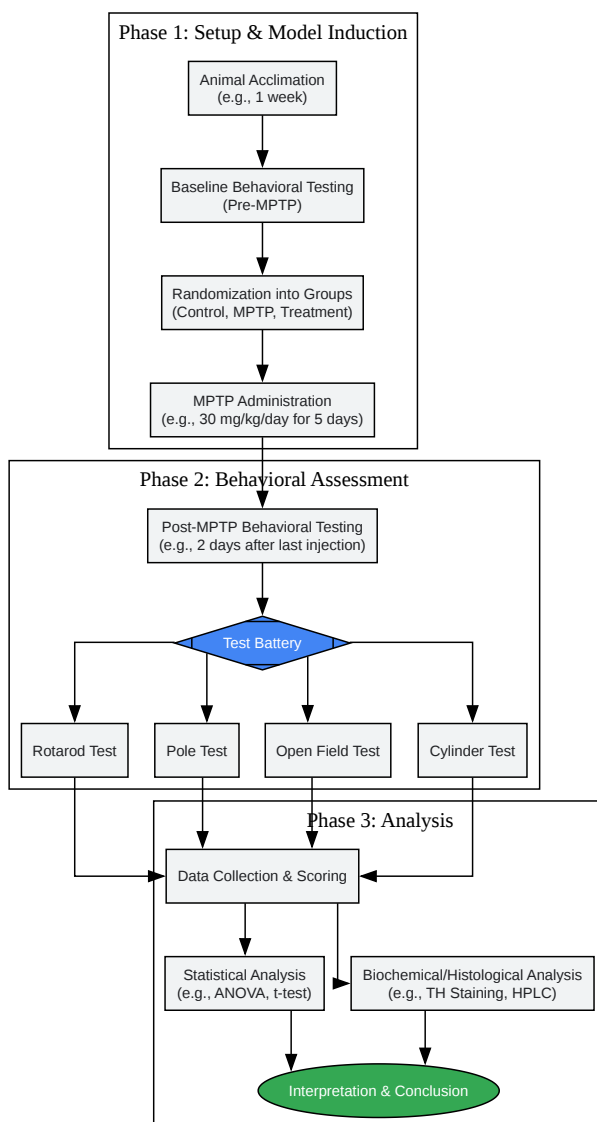 Phase 1: Setup & Model Induction
Animal Acclimation
(e.g., 1 week)
Baseline Behavioral Testing
(Pre-MPTP)
Randomization into Groups
(Control, MPTP, Treatment)
MPTP Administration
(e.g., 30 mg/kg/day for 5 days)
Phase 2: Behavioral Assessment
Post-MPTP Behavioral Testing
(e.g., 2 days after last injection)
Test Battery
Rotarod Test
Pole Test
Open Field Test
Cylinder Test
Phase 3: Analysis
Data Collection & Scoring
Statistical Analysis
(e.g., ANOVA, t-test)
Biochemical/Histological Analysis
(e.g., TH Staining, HPLC)
Interpretation & Conclusion